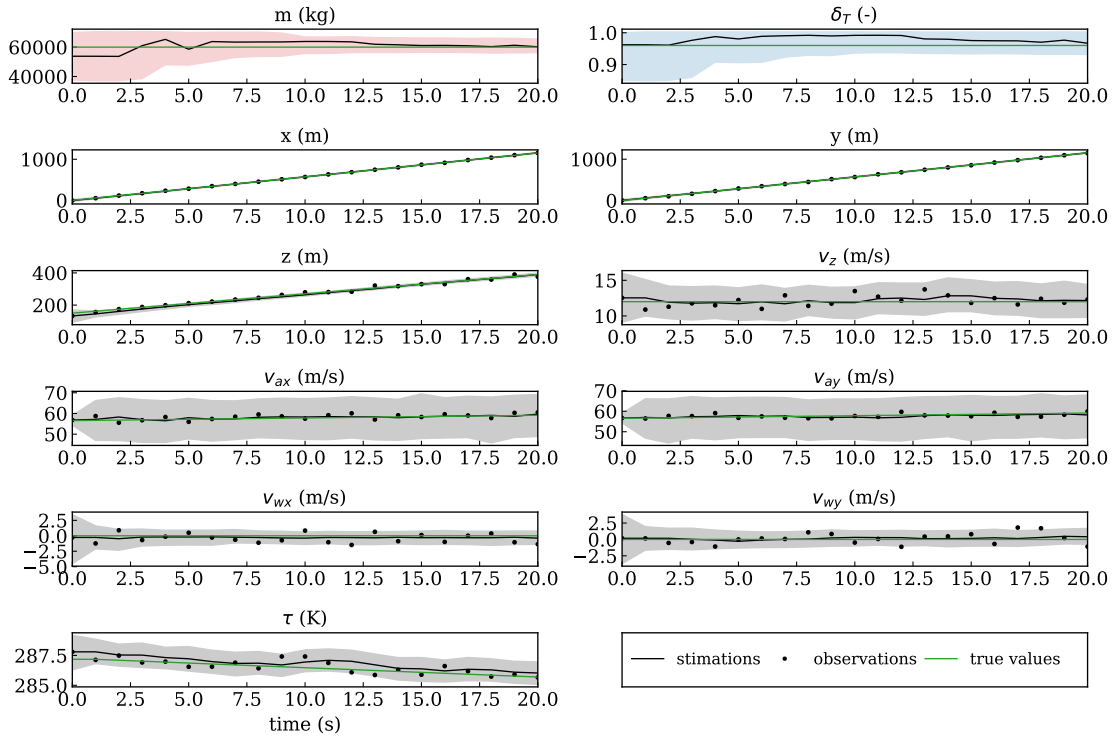 m (kg)
60000
40000
0.0 2.5 5.0 7.5 10.0 12.5 15.0 17.5 20.0
δ_T (-)
1.0
0.9
0.0 2.5 5.0 7.5 10.0 12.5 15.0 17.5 20.0
x (m)
1000
0
0.0 2.5 5.0 7.5 10.0 12.5 15.0 17.5 20.0
y (m)
1000
0
0.0 2.5 5.0 7.5 10.0 12.5 15.0 17.5 20.0
z (m)
400
200
0.0 2.5 5.0 7.5 10.0 12.5 15.0 17.5 20.0
v_z (m/s)
15
10
0.0 2.5 5.0 7.5 10.0 12.5 15.0 17.5 20.0
v_ax (m/s)
70
60
50
0.0 2.5 5.0 7.5 10.0 12.5 15.0 17.5 20.0
v_ay (m/s)
70
60
50
0.0 2.5 5.0 7.5 10.0 12.5 15.0 17.5 20.0
v_wx (m/s)
2.5
0.0
−2.5
−5.0
0.0 2.5 5.0 7.5 10.0 12.5 15.0 17.5 20.0
v_wy (m/s)
2.5
0.0
−2.5
0.0 2.5 5.0 7.5 10.0 12.5 15.0 17.5 20.0
τ (K)
287.5
285.0
0.0 2.5 5.0 7.5 10.0 12.5 15.0 17.5 20.0
time (s)
stimations observations true values